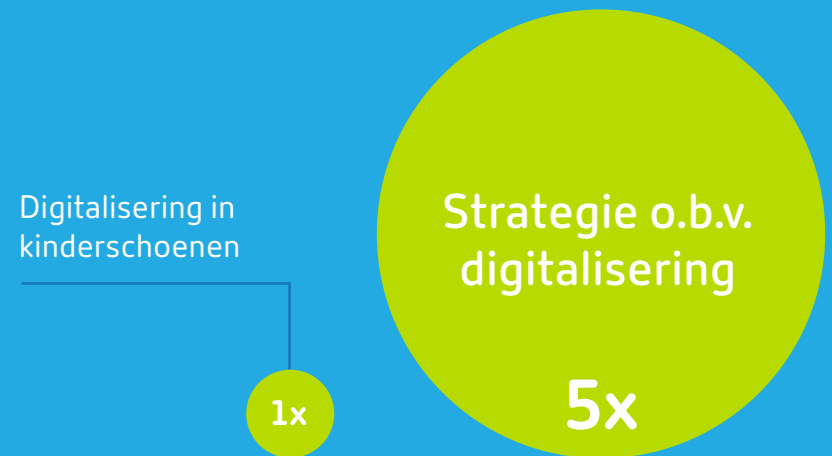 Digitalisering in
kinderschoenen
1x
Strategie o.b.v.
digitalisering
5x